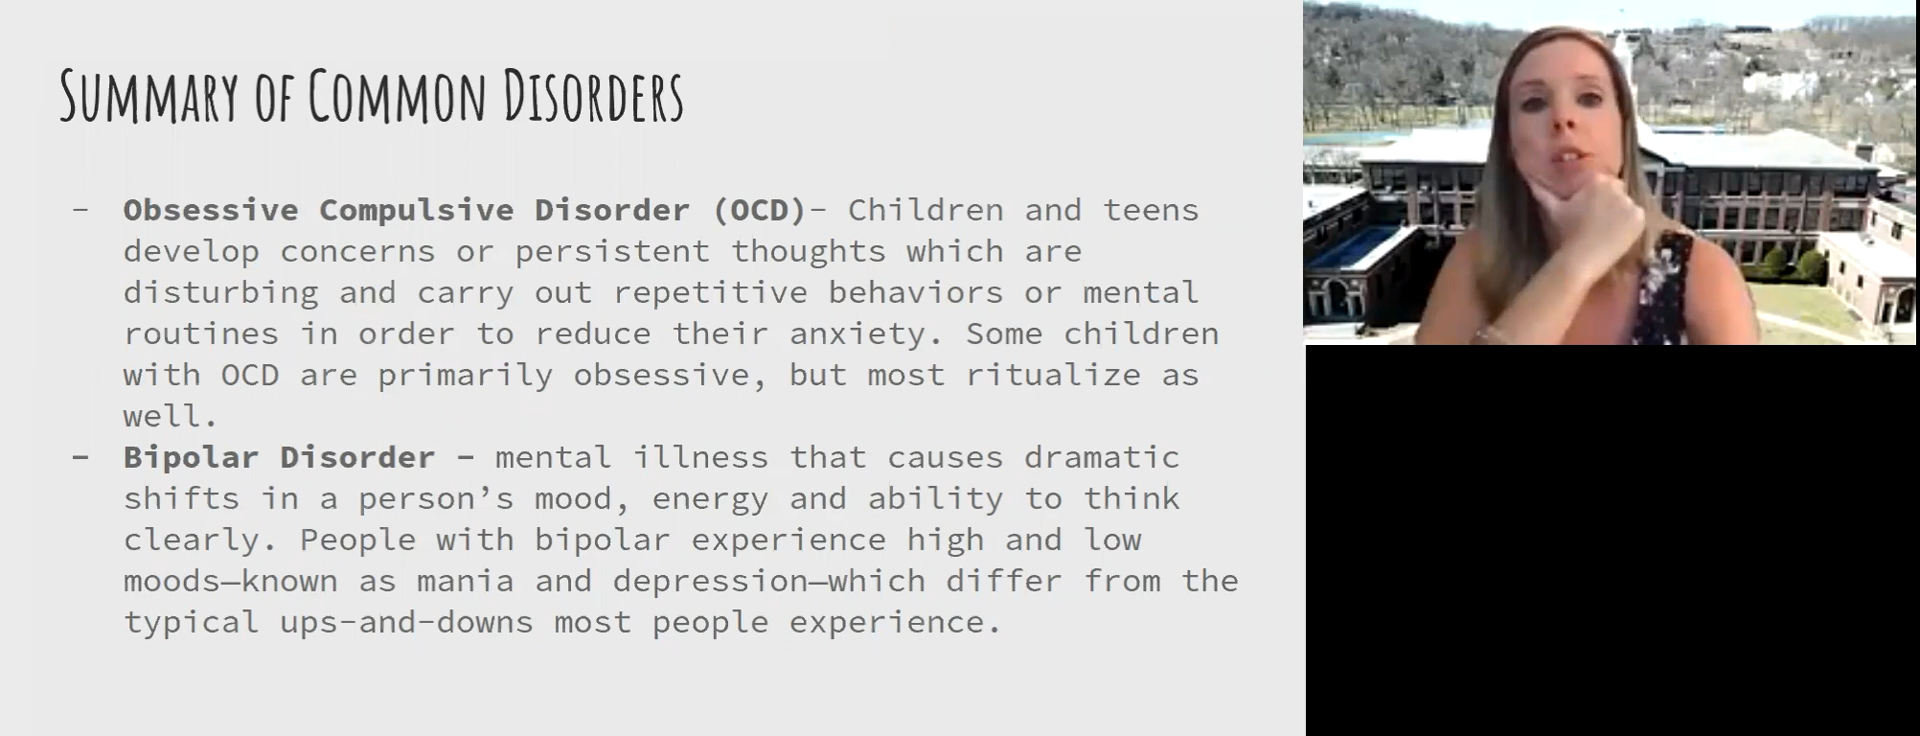 Summary of Common Disorders
- Obsessive Compulsive Disorder (OCD)- Children and teens
develop concerns or persistent thoughts which are
disturbing and carry out repetitive behaviors or mental
routines in order to reduce their anxiety. Some children
with OCD are primarily obsessive, but most ritualize as
well.
- Bipolar Disorder - mental illness that causes dramatic
shifts in a person’s mood, energy and ability to think
clearly. People with bipolar experience high and low
moods—known as mania and depression—which differ from the
typical ups-and-downs most people experience.